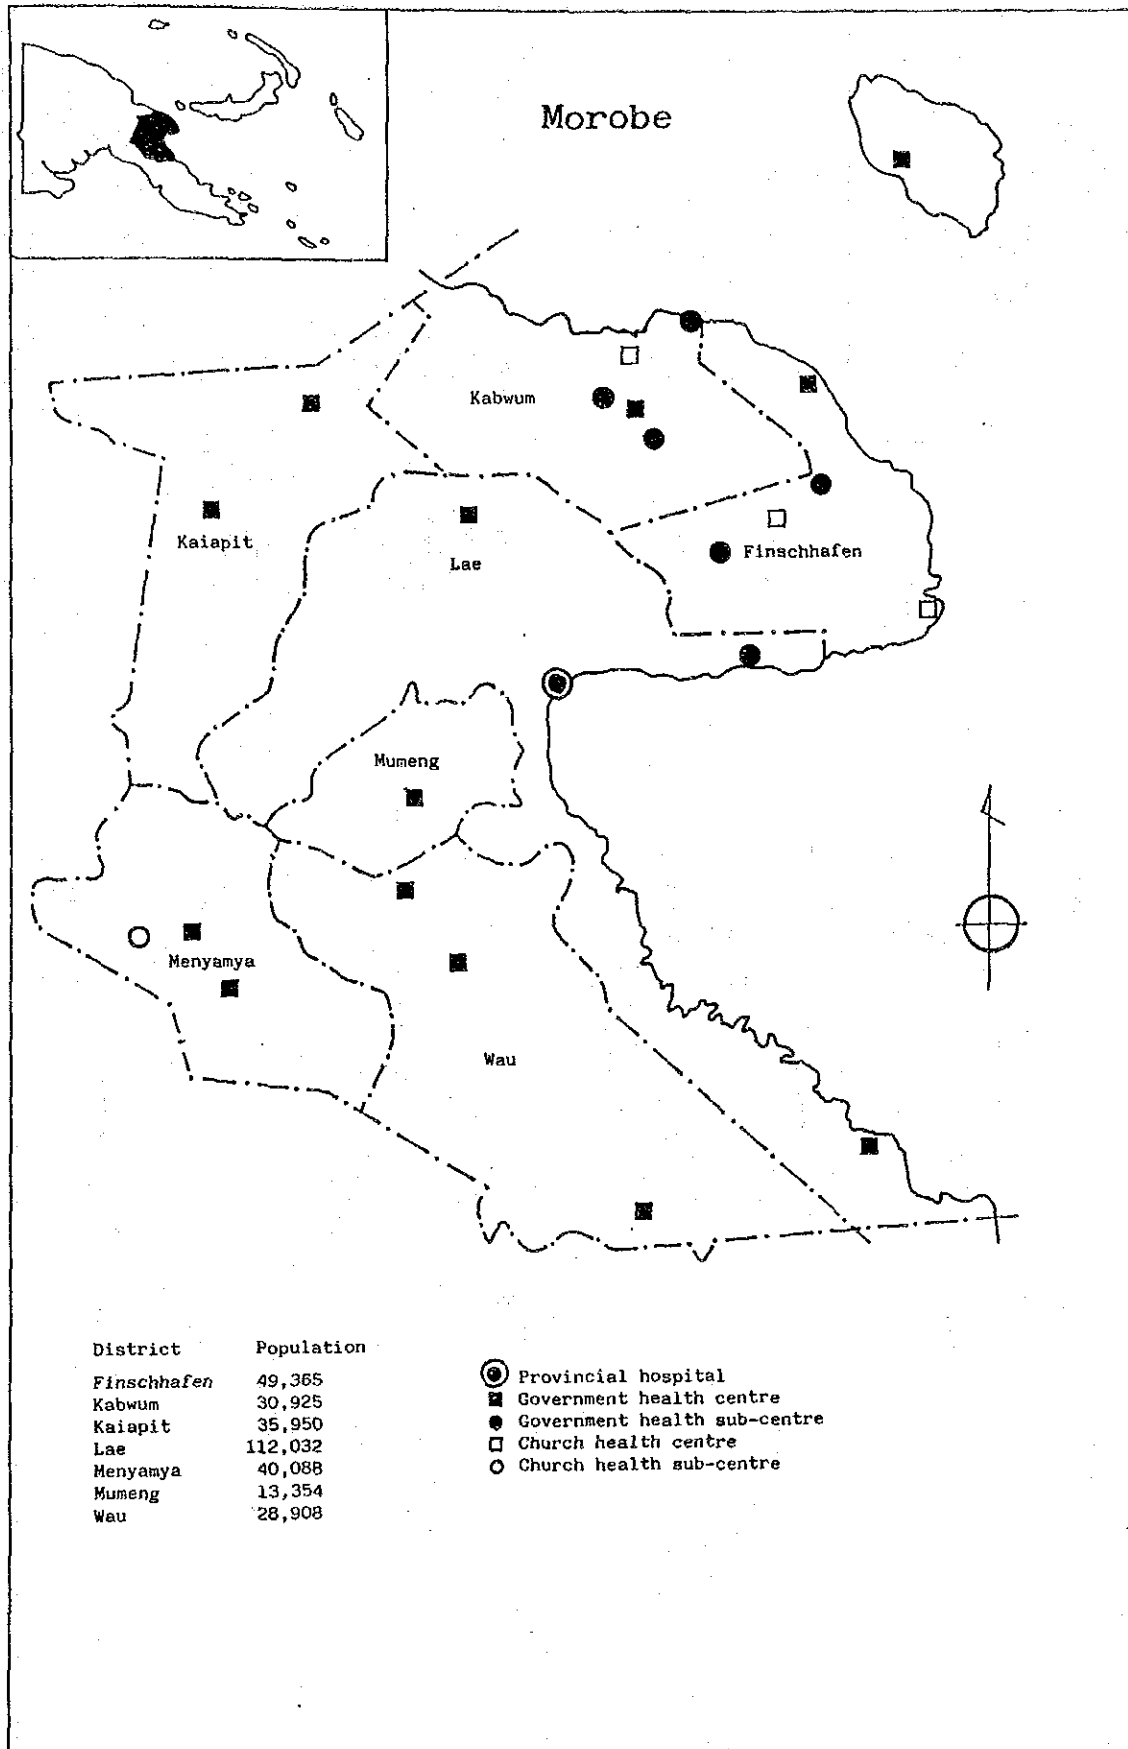 Morobe
Kabwum
Kaiapit
Lae
Finschhafen
Mumeng
Menyamya
Wau
District Population
Finschhafen 49,365
Kabwum 30,925
Kaiapit 35,950
Lae 112,032
Menyamya 40,088
Mumeng 13,354
Wau 28,908
Provincial hospital
Government health centre
Government health sub-centre
Church health centre
Church health sub-centre